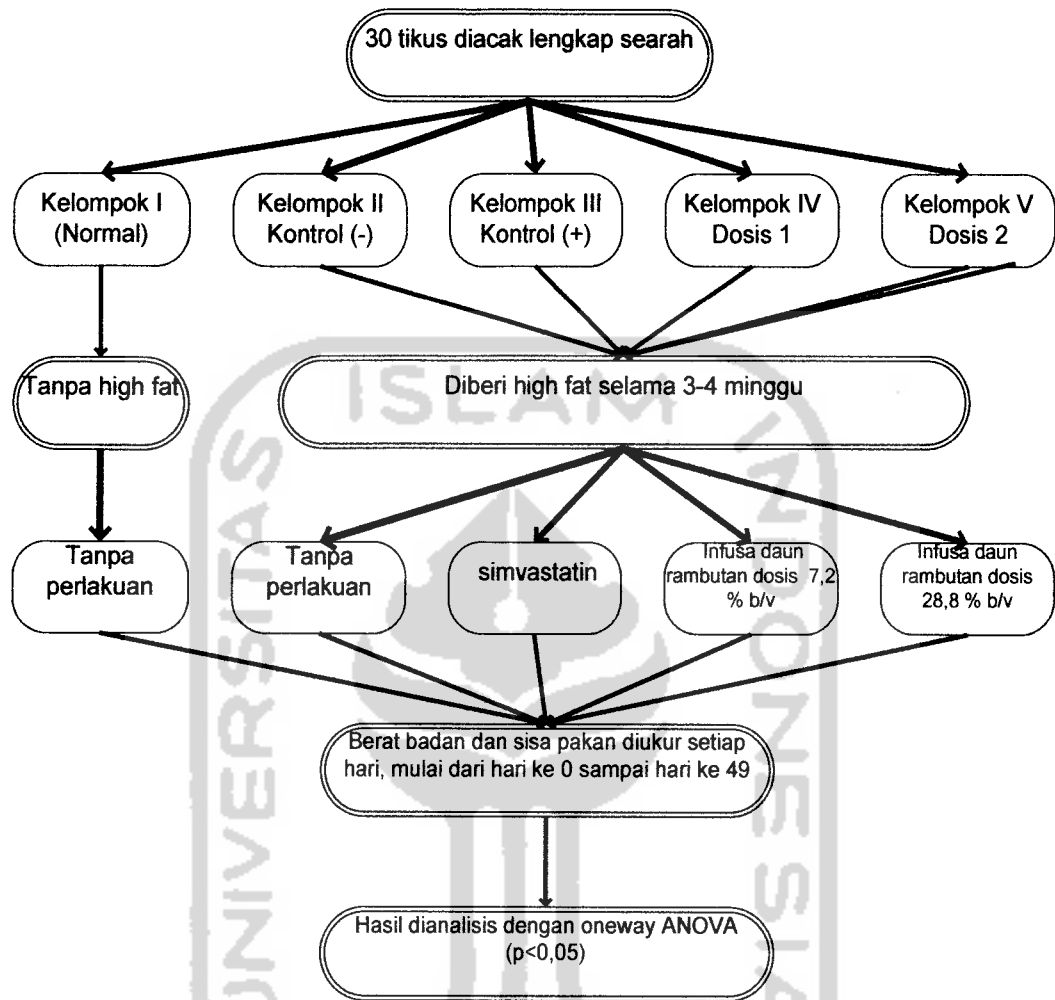 30 tikus diacak lengkap searah
Kelompok I
(Normal)
Kelompok II
Kontrol (-)
Kelompok III
Kontrol (+)
Kelompok IV
Dosis 1
Kelompok V
Dosis 2
Tanpa high fat
Diberi high fat selama 3-4 minggu
Tanpa
perlakuan
Tanpa
perlakuan
simvastatin
Infusa daun
rambutan dosis 7,2
% b/v
Infusa daun
rambutan dosis
28,8 % b/v
Berat badan dan sisa pakan diukur setiap
hari, mulai dari hari ke 0 sampai hari ke 49
Hasil dianalisis dengan oneway ANOVA
(p<0,05)
UNIVERSITAS
ISLAM